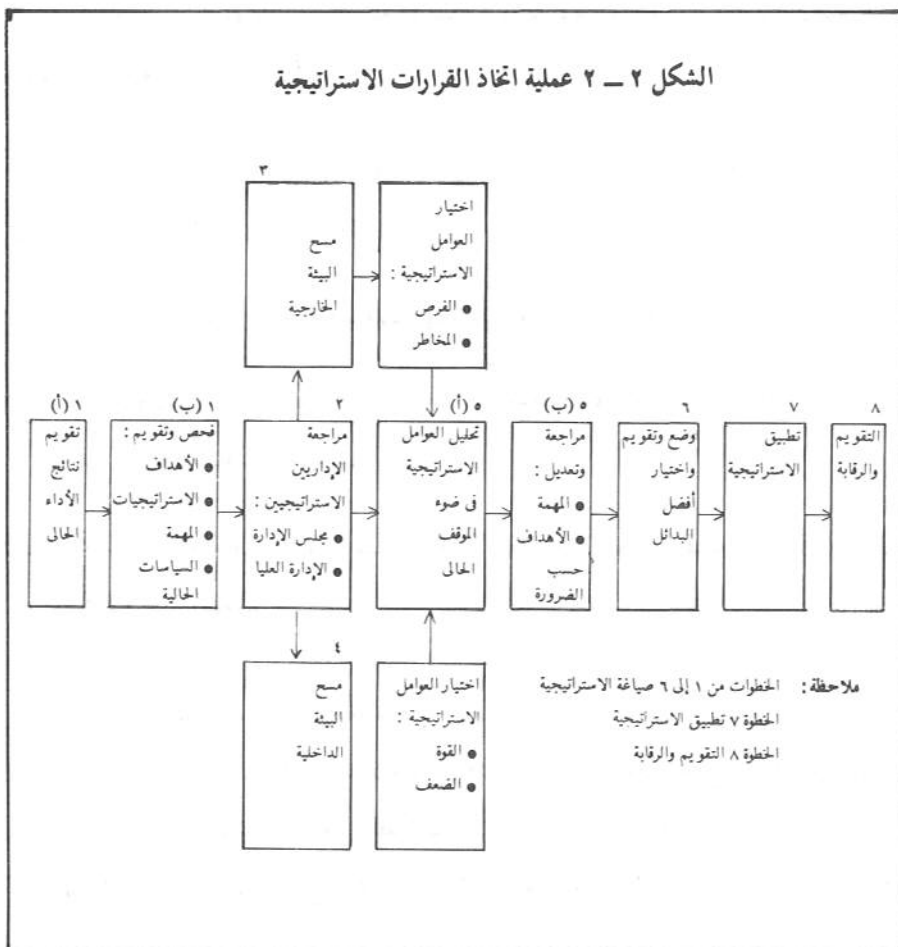 الشكل ٢ – ٢ عملية اتخاذ القرارات الاستراتيجية
٣
مسح
البيئة
الخارجية
اختيار
العوامل
الاستراتيجية :
• الفرص
• المخاطر
١ (أ)
تقويم
نتائج
الأداء
الحالى
١ (ب)
فحص وتقويم :
• الأهداف
• الاستراتيجيات
• المهمة
• السياسات
الحالية
٢
مراجعة
الإداريين
الاستراتيجيين :
• مجلس الإدارة
• الإدارة العليا
٥ (أ)
تحليل العوامل
الاستراتيجية
فى ضوء
الموقف
الحالى
٥ (ب)
مراجعة
وتعديل :
• المهمة
• الأهداف
حسب
الضرورة
٦
وضع وتقويم
واختيار
أفضل
البدائل
٧
تطبيق
الاستراتيجية
٨
التقويم
والرقابة
٤
مسح
البيئة
الداخلية
اختيار العوامل
الاستراتيجية :
• القوة
• الضعف
ملاحظة : الخطوات من ١ إلى ٦ صياغة الاستراتيجية
الخطوة ٧ تطبيق الاستراتيجية
الخطوة ٨ التقويم والرقابة